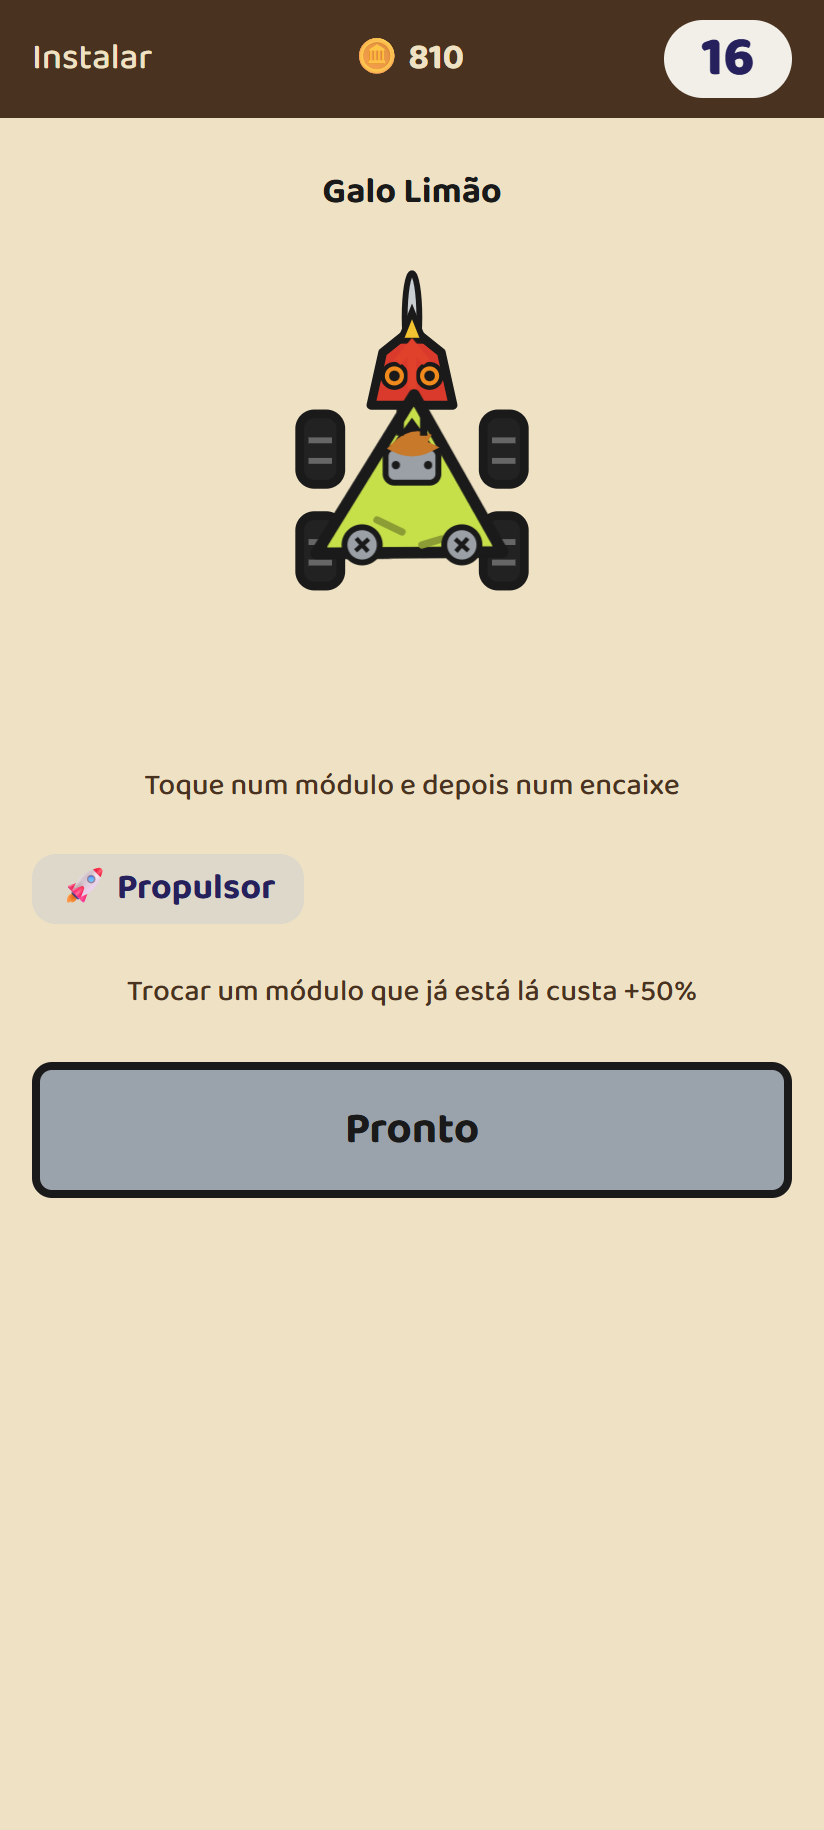 Instalar
810
16
Galo Limão
Toque num módulo e depois num encaixe
Propulsor
Trocar um módulo que já está lá custa +50%
Pronto